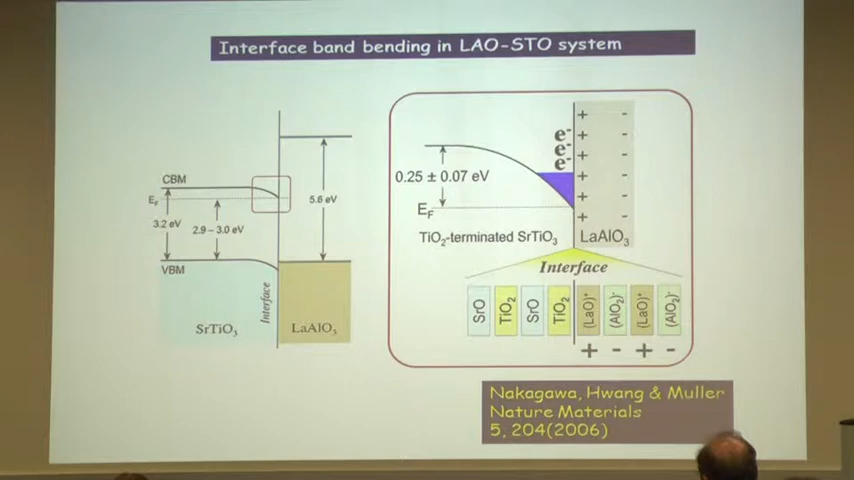 Interface band bending in LAO-STO system
CBM
E_F
3.2 eV
2.9 – 3.0 eV
5.6 eV
VBM
SrTiO₃
Interface
LaAlO₃
e⁻
e⁻
e⁻
+ -
+ -
+ -
+ -
+ -
+ -
0.25 ± 0.07 eV
E_F
TiO₂-terminated SrTiO₃
LaAlO₃
Interface
SrO
TiO₂
SrO
TiO₂
(LaO)⁺
(AlO₂)⁻
(LaO)⁺
(AlO₂)⁻
+ - + -
Nakagawa, Hwang & Muller
Nature Materials
5, 204(2006)